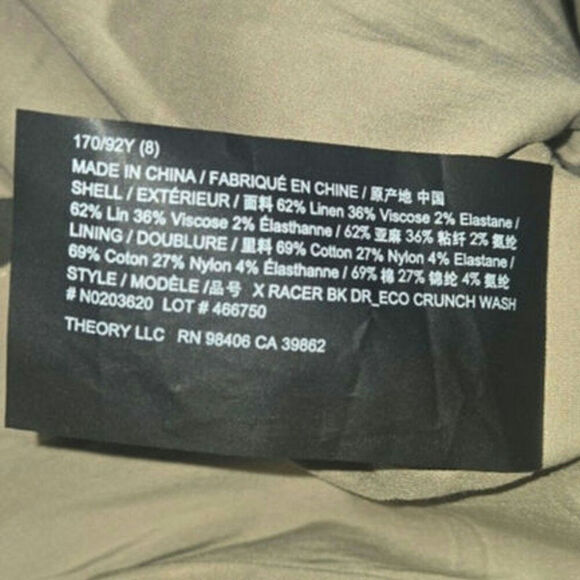 170/92Y (8)
MADE IN CHINA / FABRIQUÉ EN CHINE / 原产地 中国
SHELL / EXTÉRIEUR / 面料 62% Linen 36% Viscose 2% Elastane /
62% Lin 36% Viscose 2% Élasthanne / 62% 亚麻 36% 粘纤 2% 氨纶
LINING / DOUBLURE / 里料 69% Cotton 27% Nylon 4% Elastane /
69% Coton 27% Nylon 4% Élasthanne / 69% 棉 27% 锦纶 4% 氨纶
STYLE / MODÈLE /品号 X RACER BK DR_ECO CRUNCH WASH
# N0203620 LOT # 466750
THEORY LLC RN 98406 CA 39862